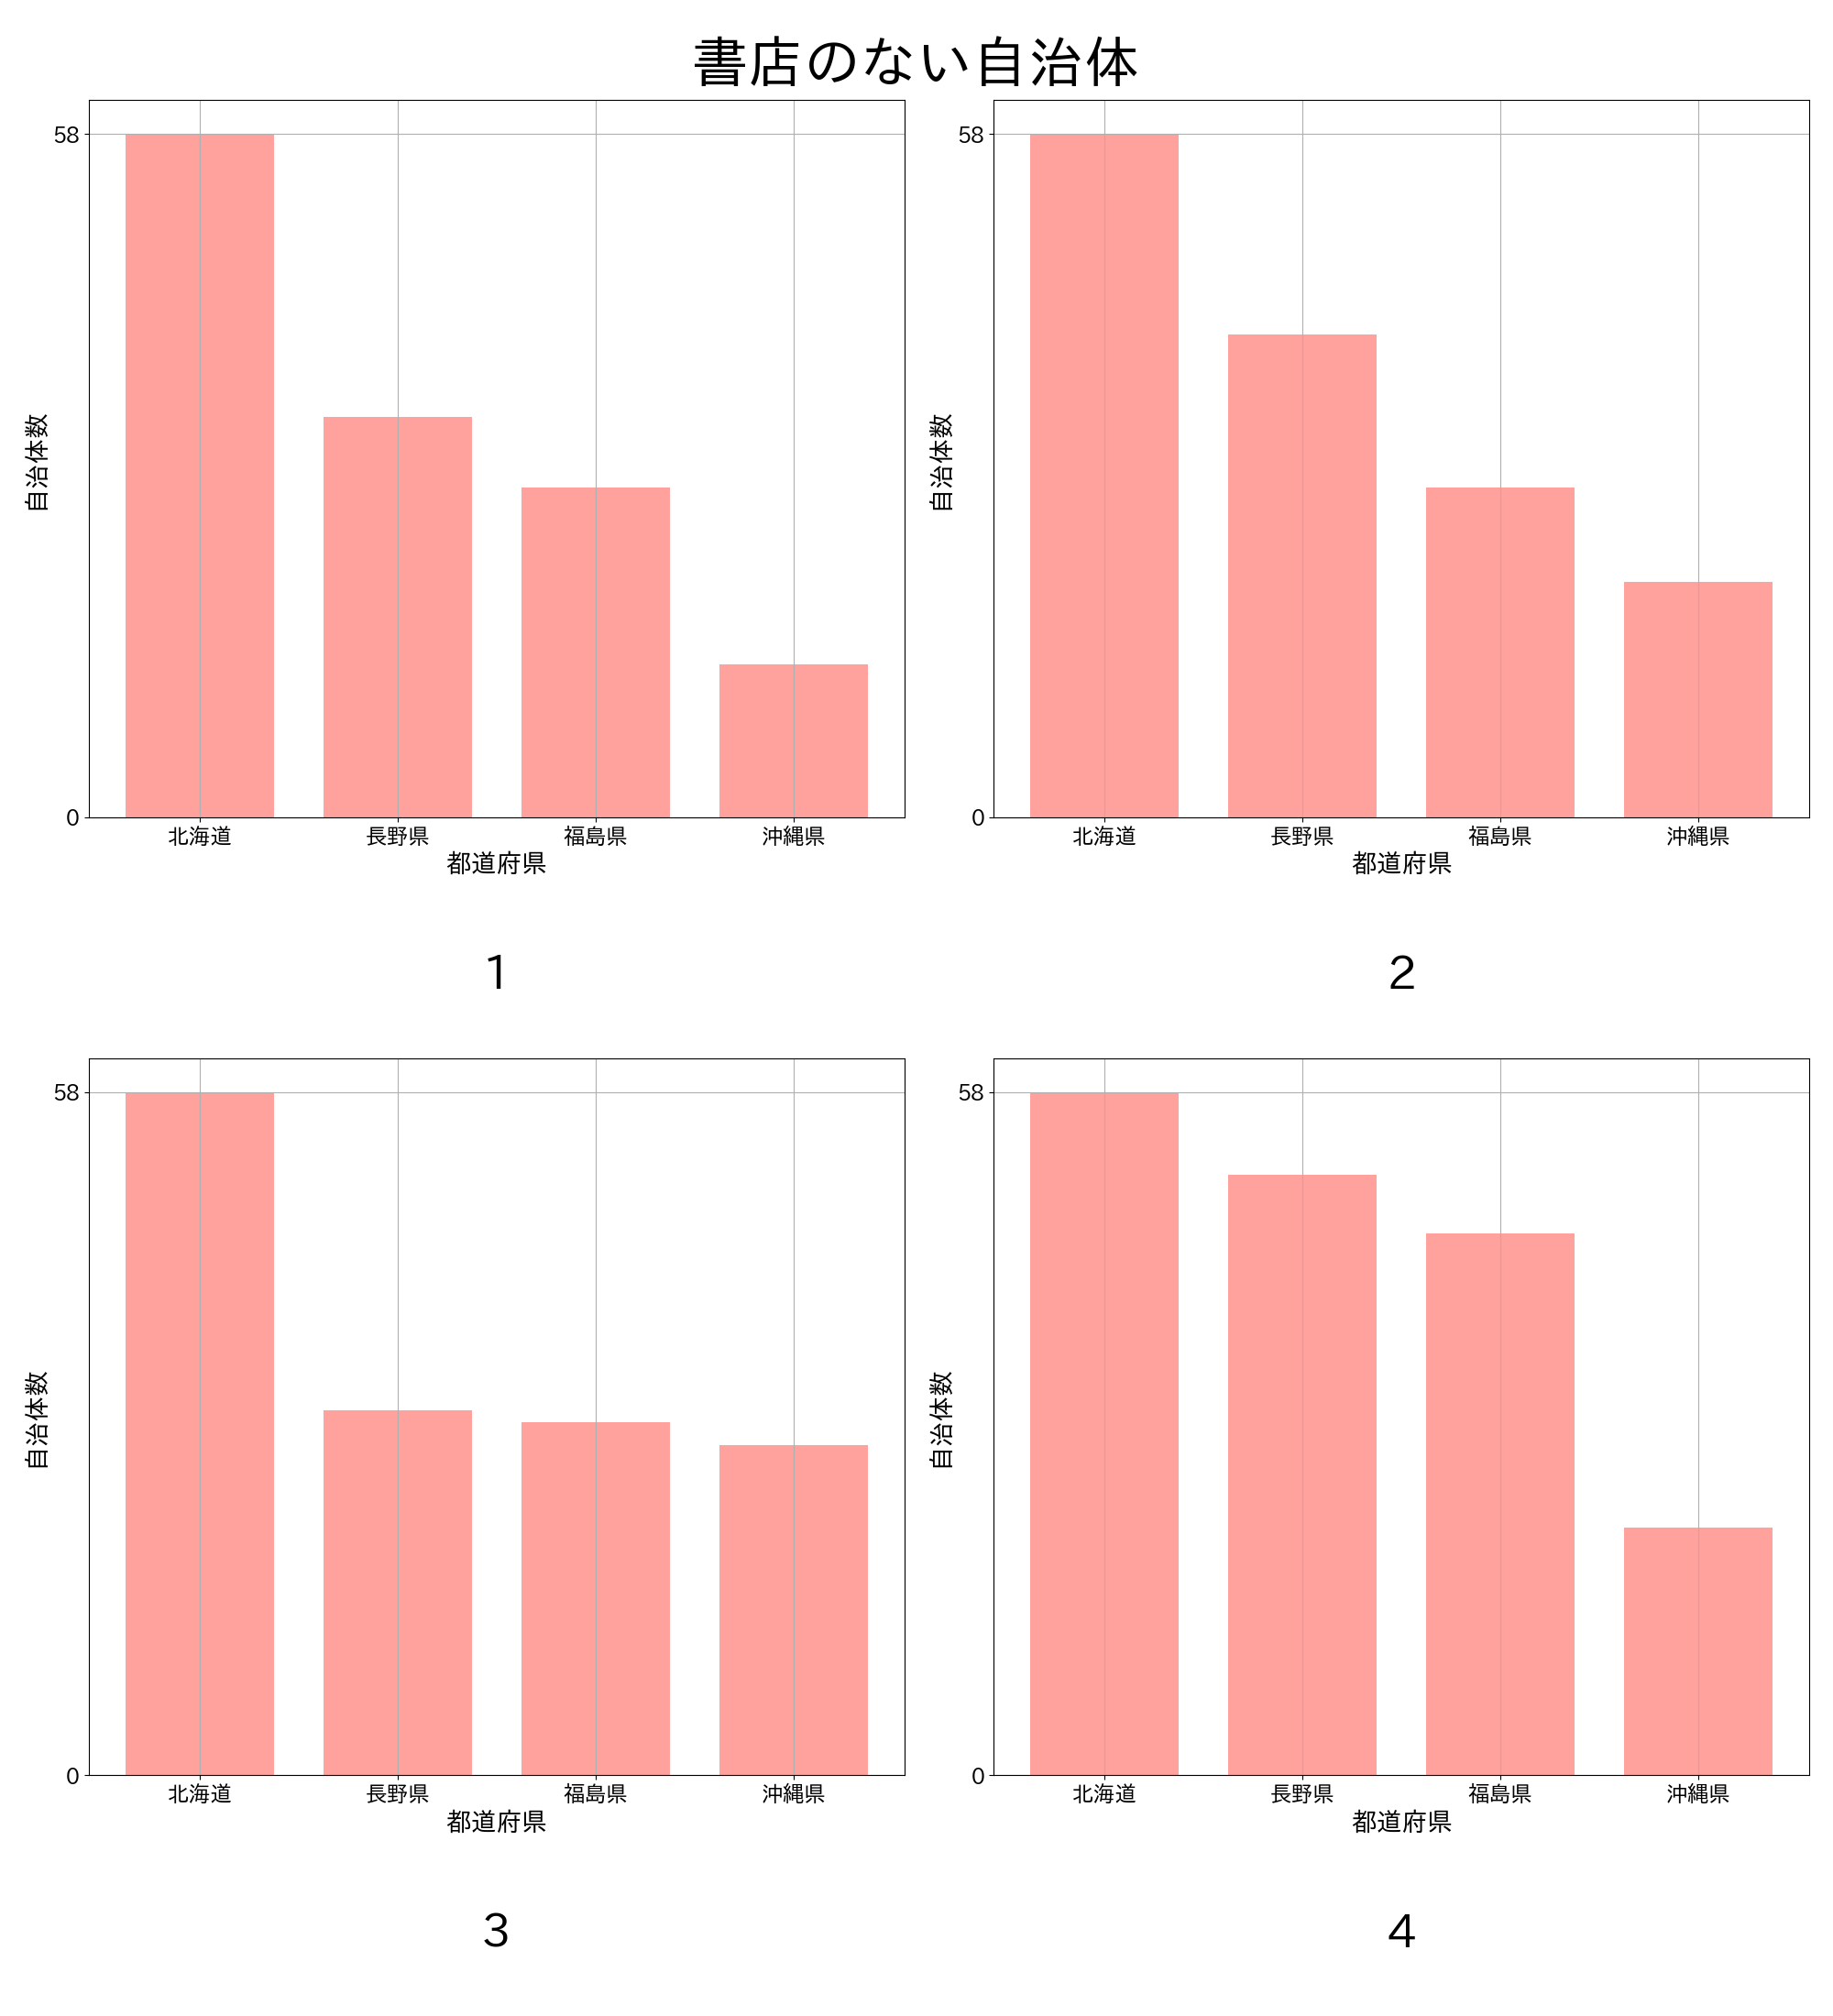 書店のない自治体
58
0
自治体数
北海道 長野県 福島県 沖縄県
都道府県
1
58
0
自治体数
北海道 長野県 福島県 沖縄県
都道府県
2
58
0
自治体数
北海道 長野県 福島県 沖縄県
都道府県
3
58
0
自治体数
北海道 長野県 福島県 沖縄県
都道府県
4